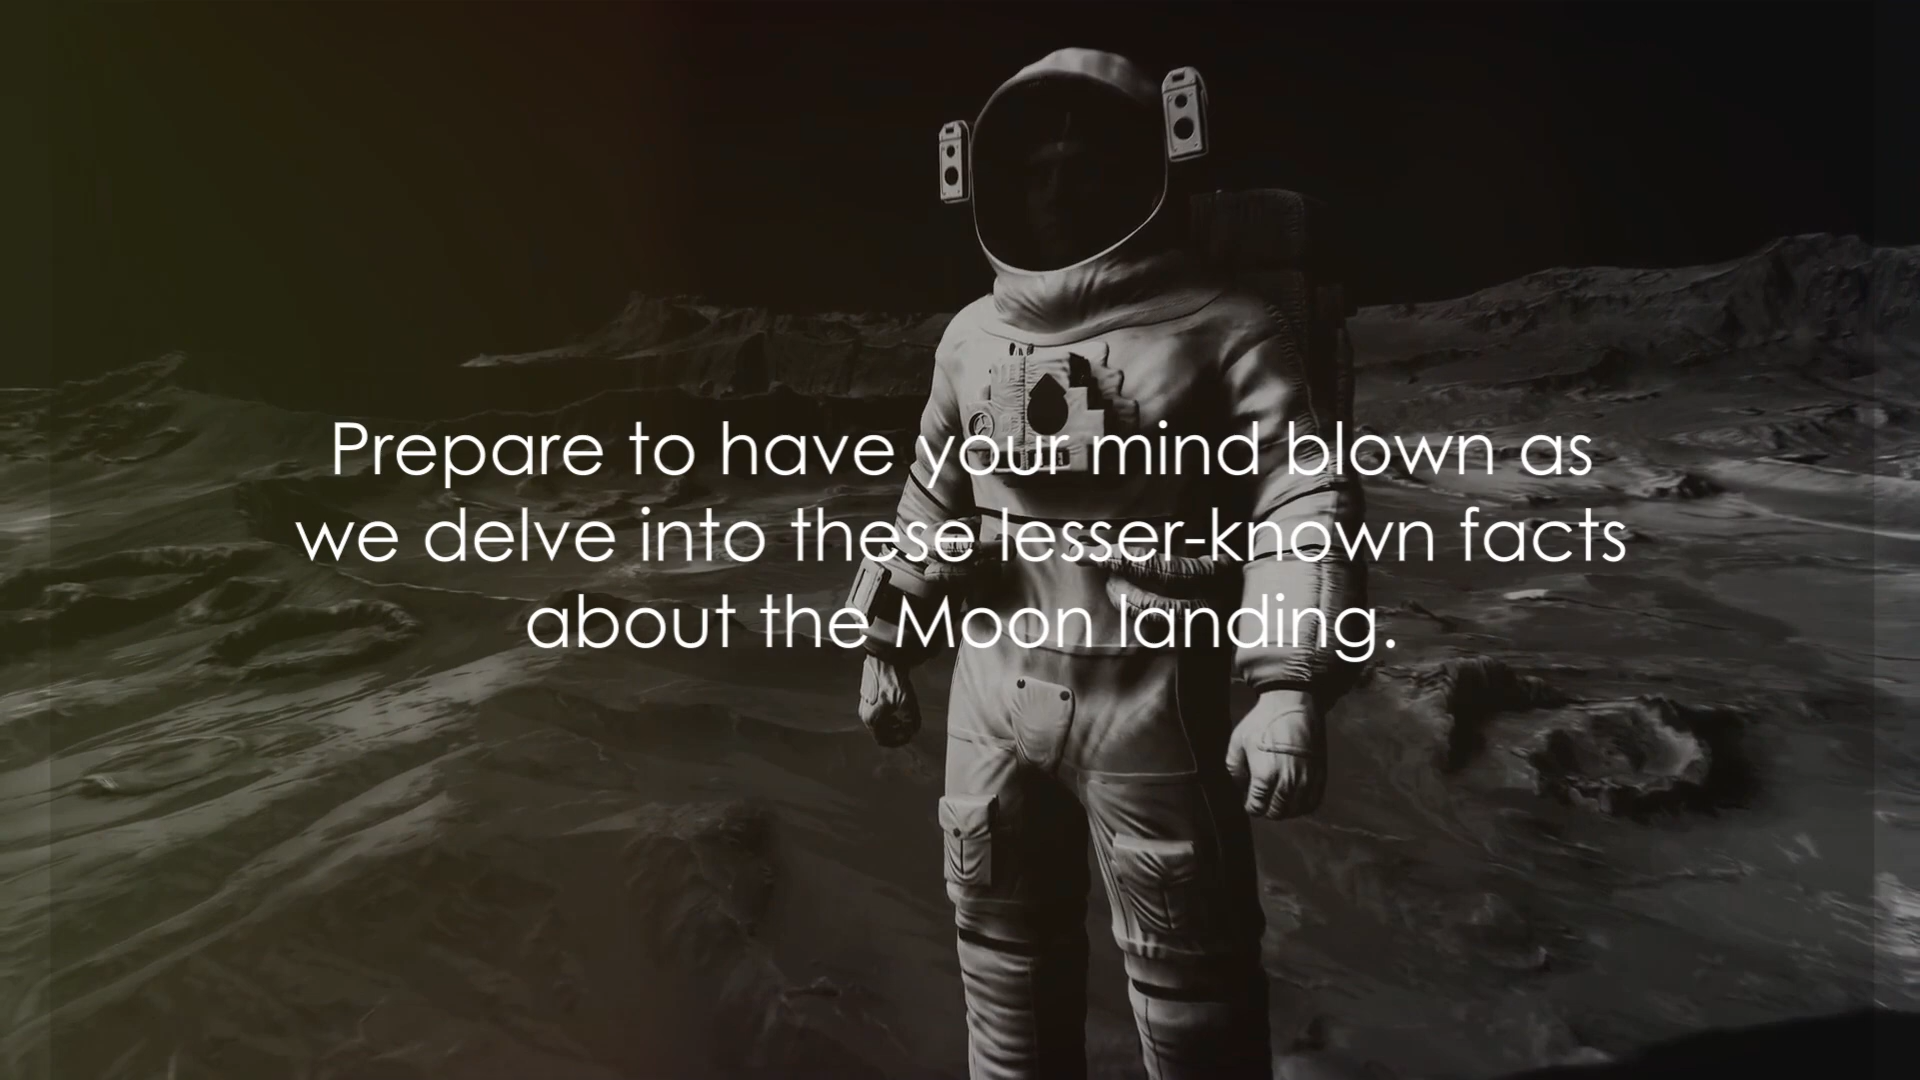 Prepare to have your mind blown as
we delve into these lesser-known facts
about the Moon landing.